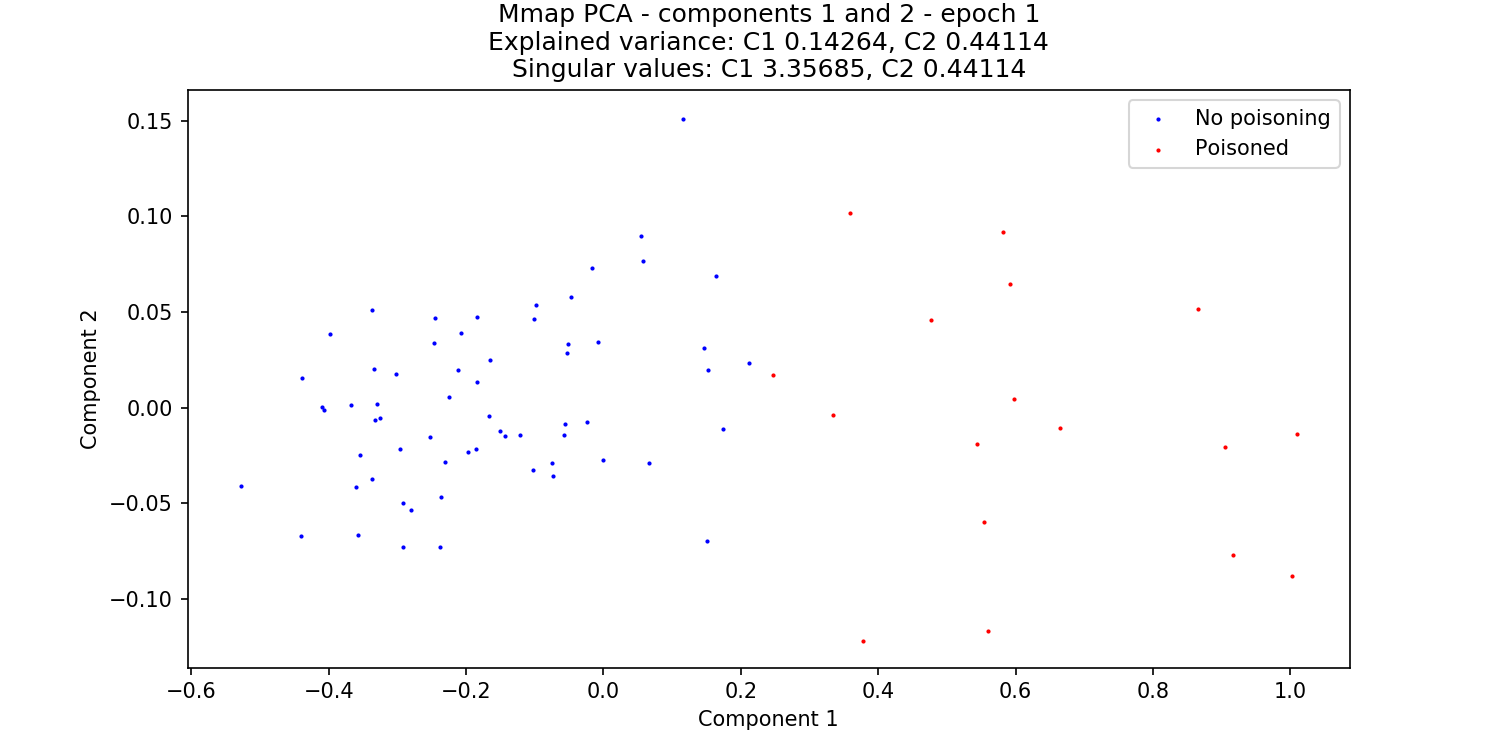 Mmap PCA - components 1 and 2 - epoch 1
Explained variance: C1 0.14264, C2 0.44114
Singular values: C1 3.35685, C2 0.44114
No poisoning
Poisoned
0.15
0.10
0.05
0.00
−0.05
−0.10
Component 2
−0.6 −0.4 −0.2 0.0 0.2 0.4 0.6 0.8 1.0
Component 1